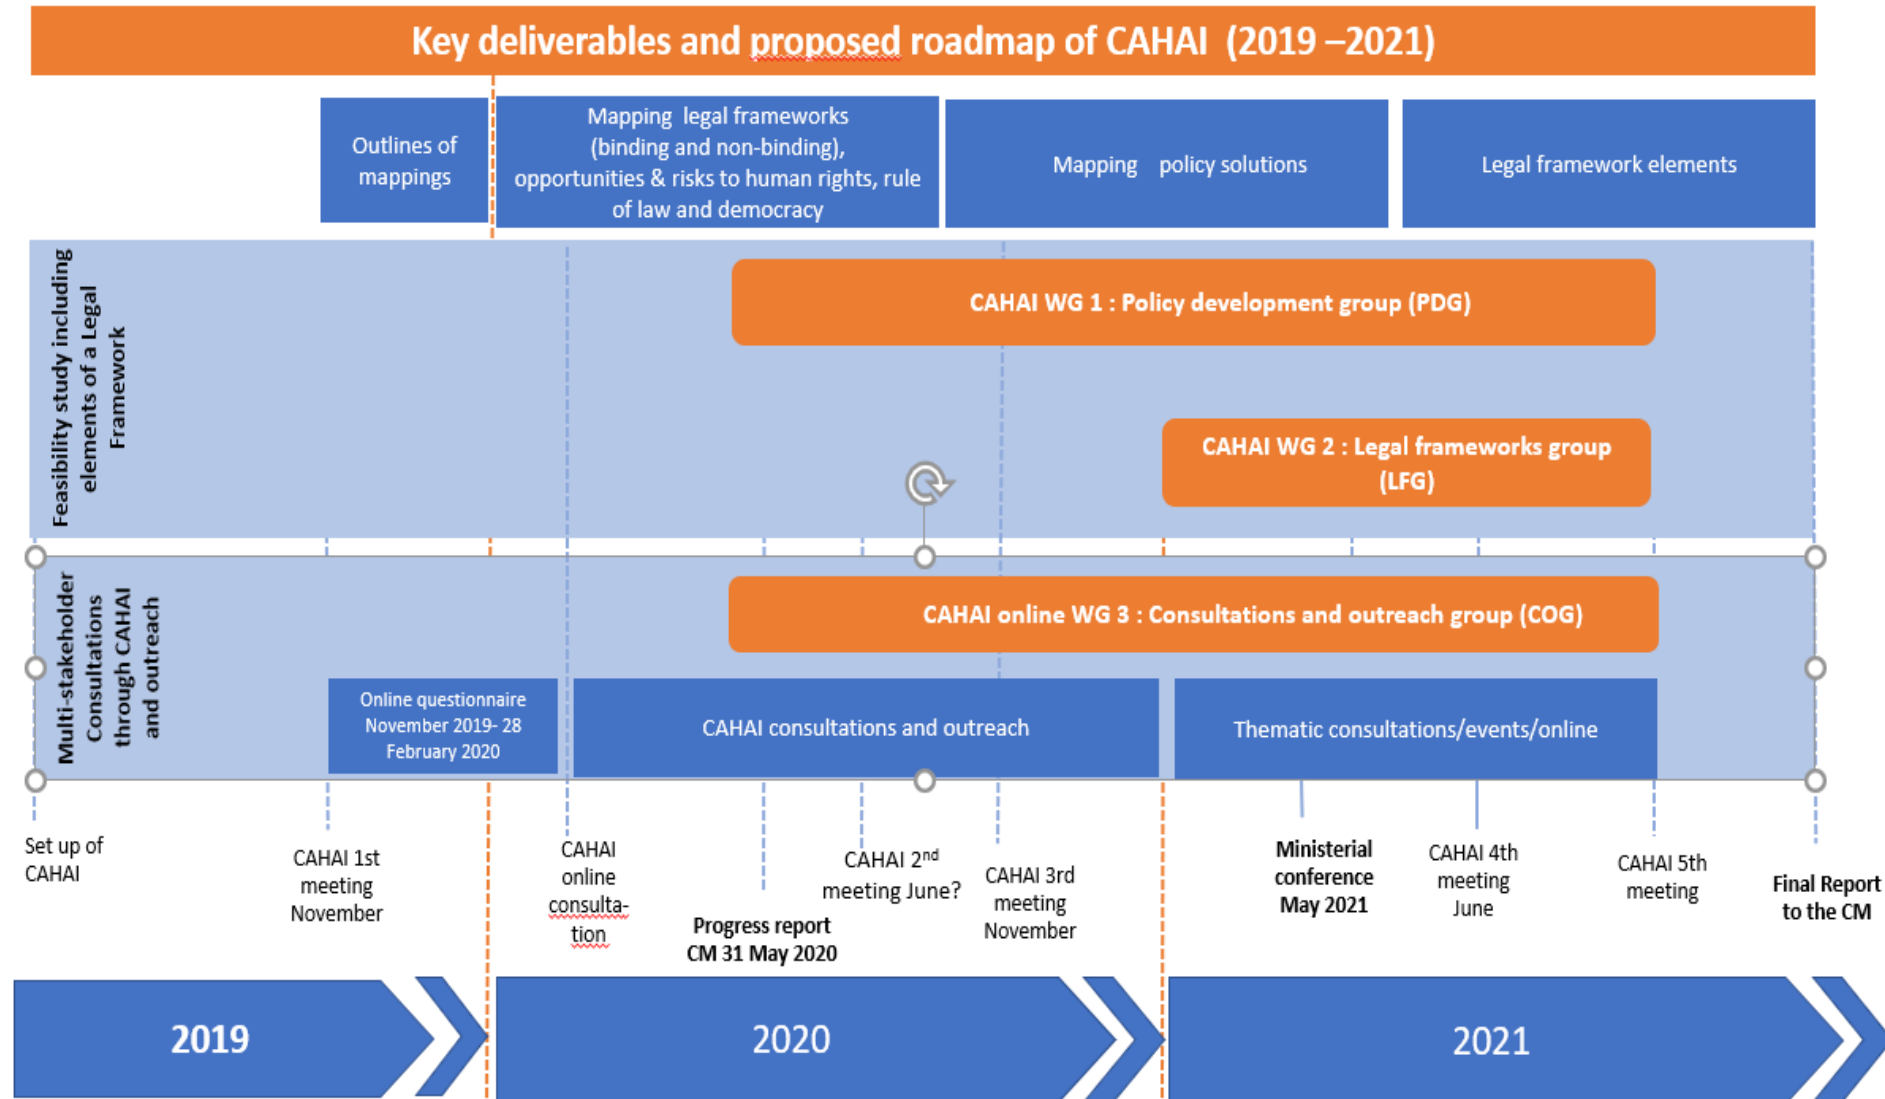 Key deliverables and proposed roadmap of CAHAI (2019 –2021)
Outlines of
mappings
Mapping legal frameworks
(binding and non-binding),
opportunities & risks to human rights, rule
of law and democracy
Mapping policy solutions
Legal framework elements
Feasibility study including
elements of a Legal
Framework
CAHAI WG 1 : Policy development group (PDG)
CAHAI WG 2 : Legal frameworks group
(LFG)
Multi-stakeholder
Consultations
through CAHAI
and outreach
CAHAI online WG 3 : Consultations and outreach group (COG)
Online questionnaire
November 2019- 28
February 2020
CAHAI consultations and outreach
Thematic consultations/events/online
Set up of
CAHAI
CAHAI 1st
meeting
November
CAHAI
online
consulta-
tion
Progress report
CM 31 May 2020
CAHAI 2nd
meeting June?
CAHAI 3rd
meeting
November
Ministerial
conference
May 2021
CAHAI 4th
meeting
June
CAHAI 5th
meeting
Final Report
to the CM
2019
2020
2021